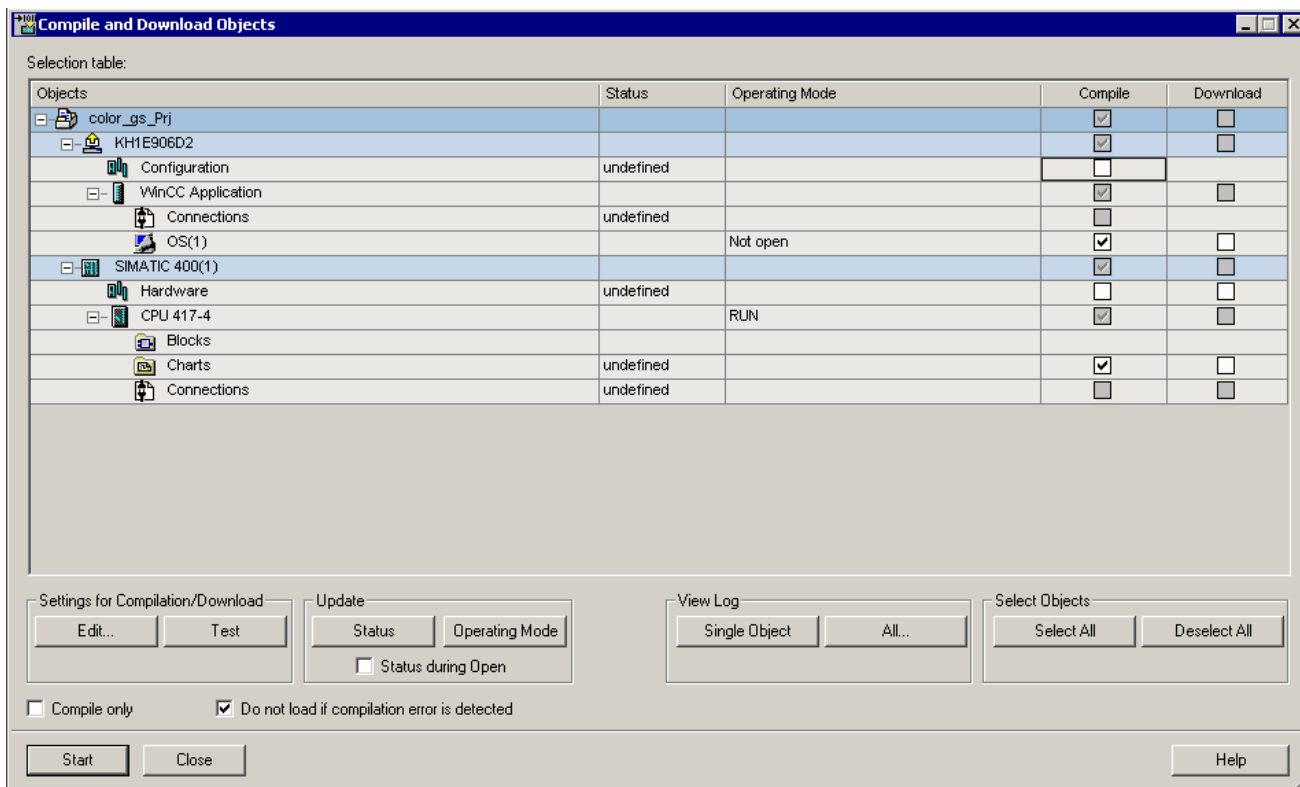 Compile and Download Objects
Selection table:
Objects Status Operating Mode Compile Download
color_gs_Prj
KH1E906D2
Configuration undefined
WinCC Application
Connections undefined
OS(1) Not open
SIMATIC 400(1)
Hardware undefined
CPU 417-4 RUN
Blocks
Charts undefined
Connections undefined
Settings for Compilation/Download Update View Log Select Objects
Edit... Test Status Operating Mode Single Object All... Select All Deselect All
Status during Open
Compile only Do not load if compilation error is detected
Start Close Help